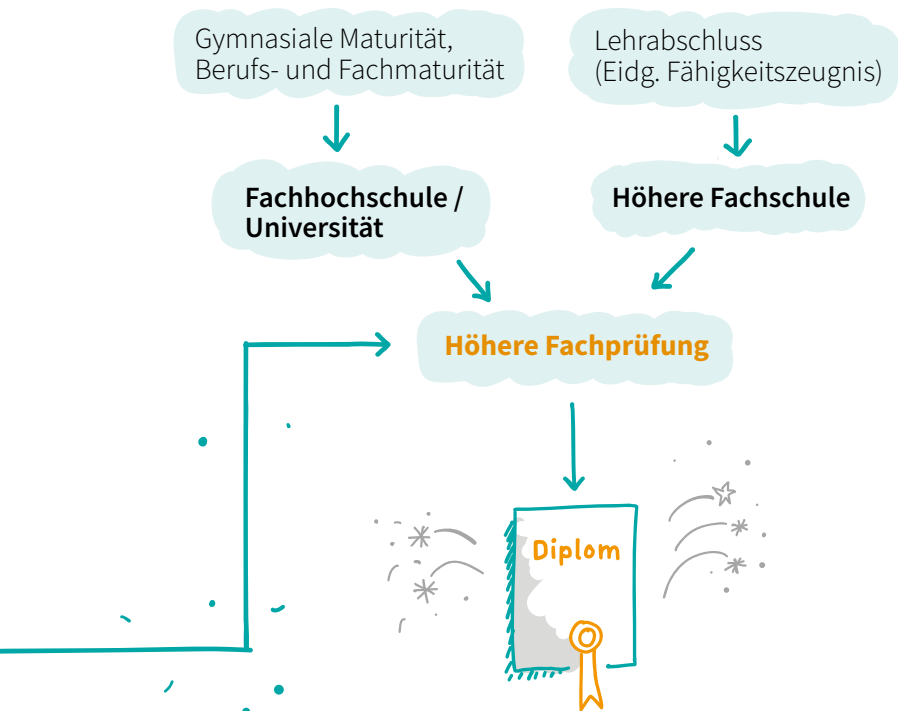 Gymnasiale Maturität,
Berufs- und Fachmaturität
Lehrabschluss
(Eidg. Fähigkeitszeugnis)
Fachhochschule /
Universität
Höhere Fachschule
Höhere Fachprüfung
Diplom